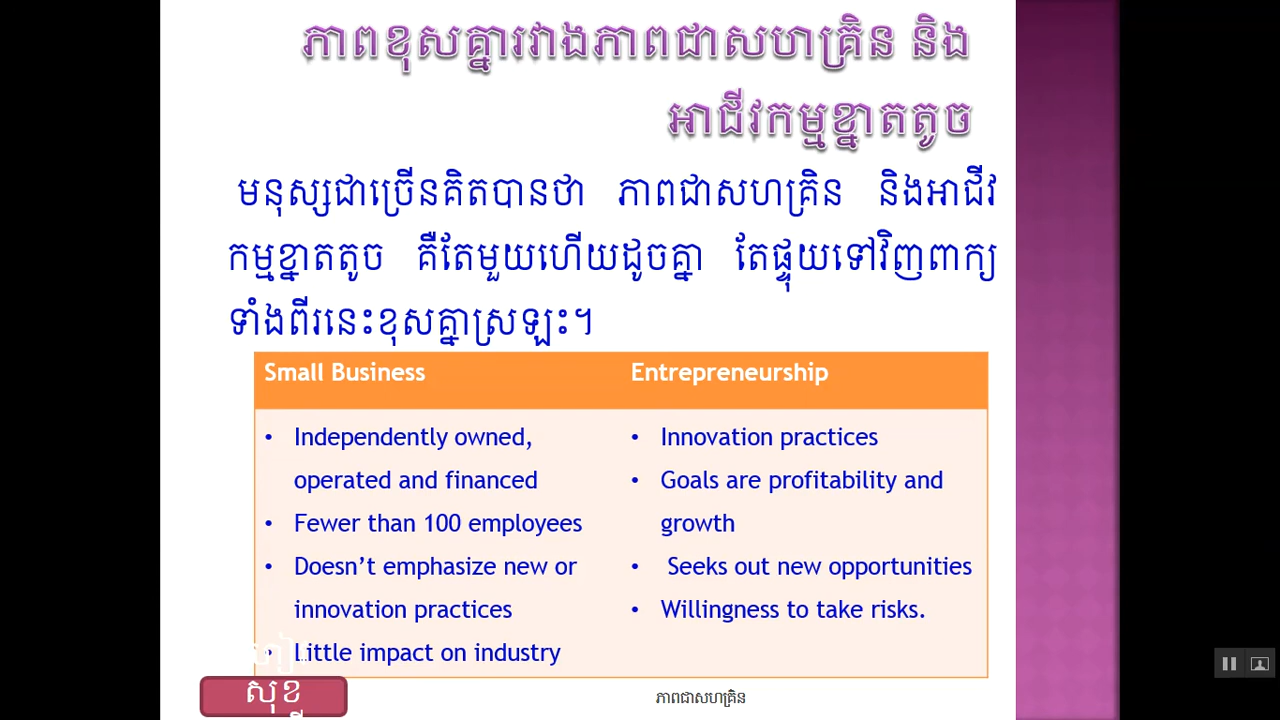 ភាពខុសគ្នារវាងភាពជាសហគ្រិន និង
អាជីវកម្មខ្នាតតូច
មនុស្សជាច្រើនគិតបានថា ភាពជាសហគ្រិន និងអាជីវ
កម្មខ្នាតតូច គឺតែមួយហើយដូចគ្នា តែផ្ទុយទៅវិញពាក្យ
ទាំងពីរនេះខុសគ្នាស្រឡះ។
Small Business
• Independently owned,
operated and financed
• Fewer than 100 employees
• Doesn't emphasize new or
innovation practices
• Little impact on industry
Entrepreneurship
• Innovation practices
• Goals are profitability and
growth
• Seeks out new opportunities
• Willingness to take risks.
សុខ
ភាពជាសហគ្រិន